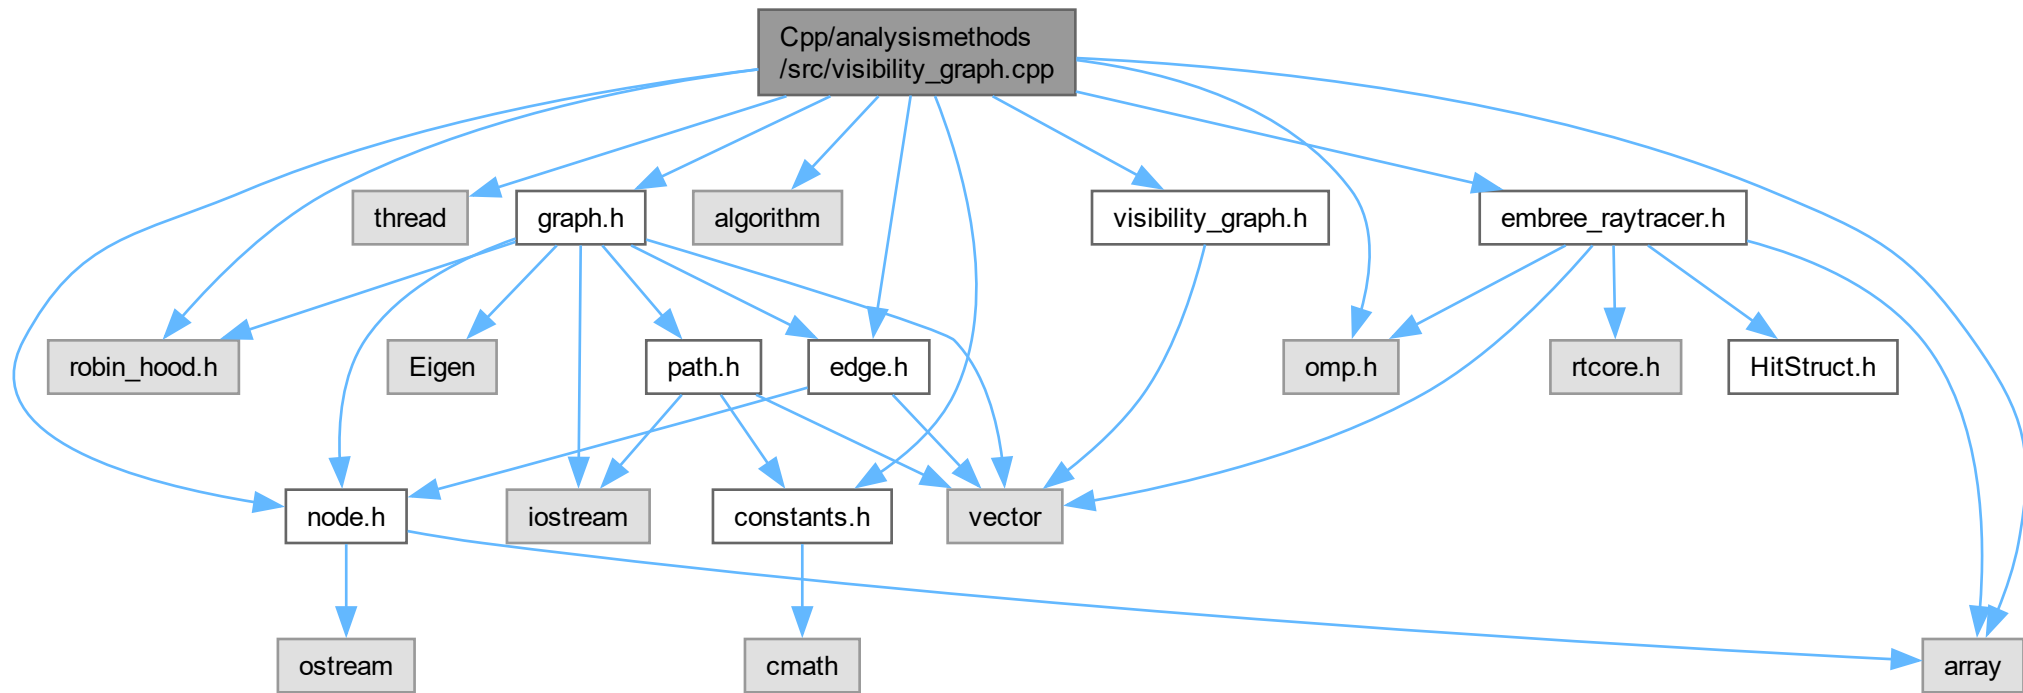 Cpp/analysismethods
/src/visibility_graph.cpp
thread
graph.h
algorithm
visibility_graph.h
embree_raytracer.h
robin_hood.h
Eigen
path.h
edge.h
omp.h
rtcore.h
HitStruct.h
node.h
iostream
constants.h
vector
ostream
cmath
array